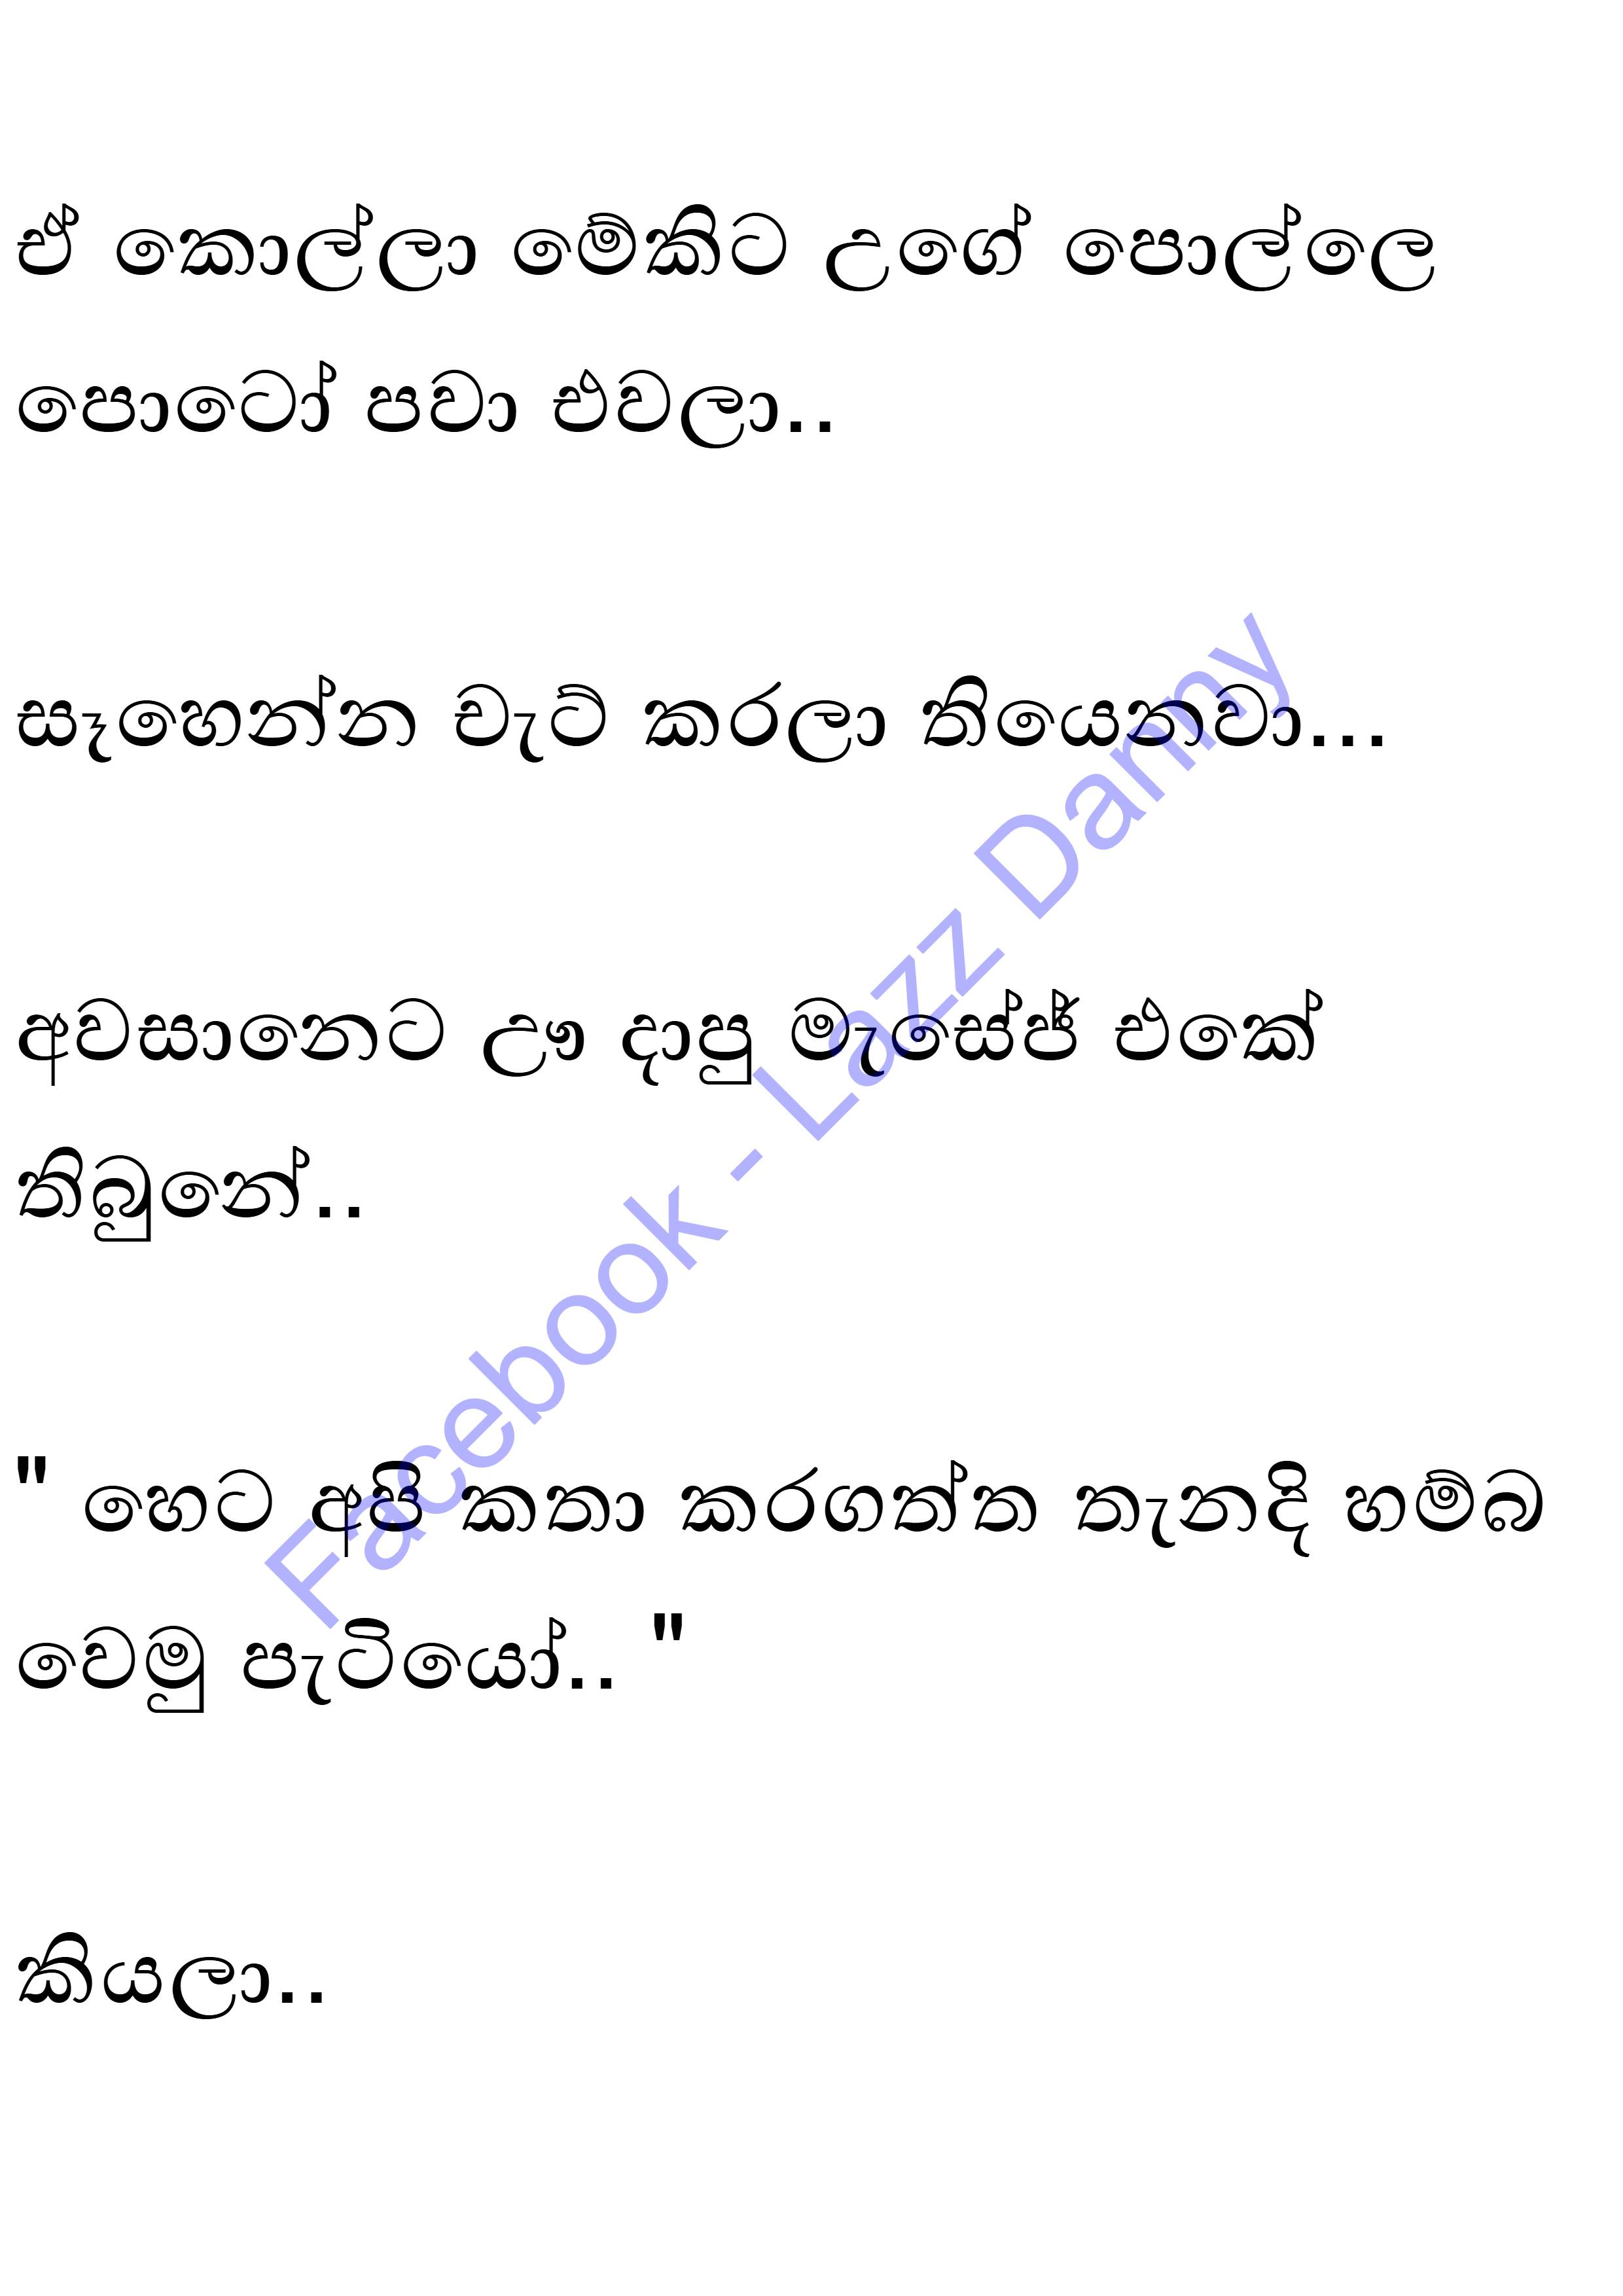 ඒ කොල්ලා මේකිට උගේ පොල්ලෙ
පොටෝ පවා එවලා..
සෑහෙන්න චැට් කරලා තියෙනවා...
අවසානෙට ඌ දාපු මැසේජ් එකේ
තිබුනේ..
" හෙට අපි කතා කරගත්ත තැනදි හම්බ
වෙමු පැටියෝ.. "
කියලා..
Facebook - Lazz Danny